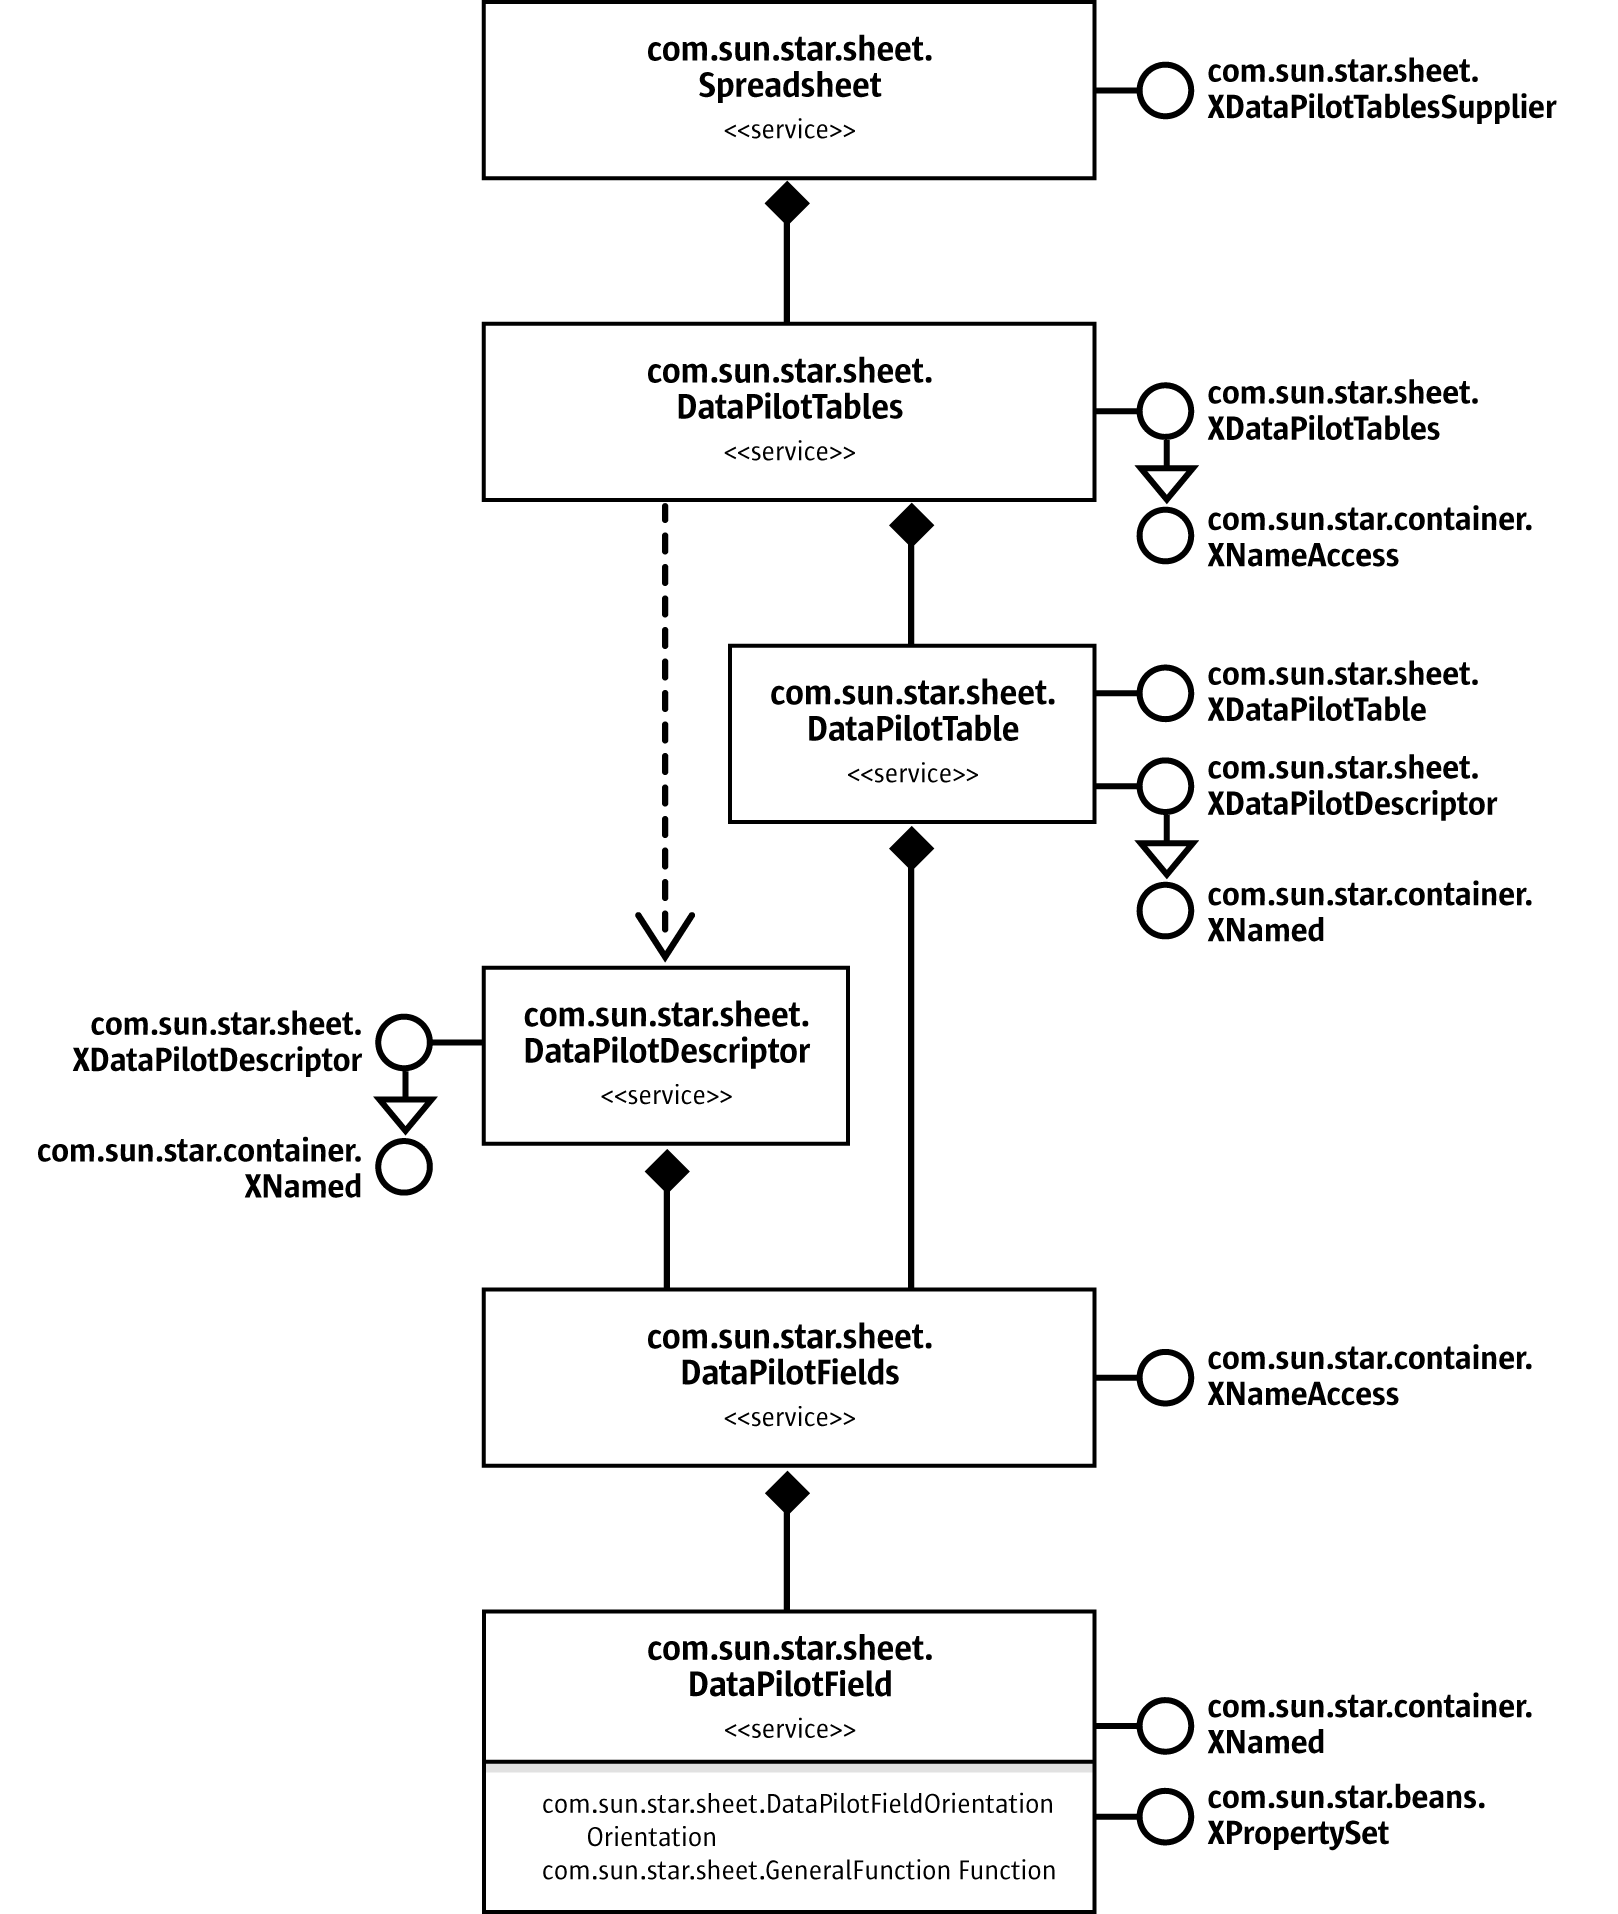 com.sun.star.sheet.
Spreadsheet
<<service>>
com.sun.star.sheet.
XDataPilotTablesSupplier
com.sun.star.sheet.
DataPilotTables
<<service>>
com.sun.star.sheet.
XDataPilotTables
com.sun.star.container.
XNameAccess
com.sun.star.sheet.
DataPilotTable
<<service>>
com.sun.star.sheet.
XDataPilotTable
com.sun.star.sheet.
XDataPilotDescriptor
com.sun.star.container.
XNamed
com.sun.star.sheet.
XDataPilotDescriptor
com.sun.star.container.
XNamed
com.sun.star.sheet.
DataPilotDescriptor
<<service>>
com.sun.star.sheet.
DataPilotFields
<<service>>
com.sun.star.container.
XNameAccess
com.sun.star.sheet.
DataPilotField
<<service>>
com.sun.star.sheet.DataPilotFieldOrientation
Orientation
com.sun.star.sheet.GeneralFunction Function
com.sun.star.container.
XNamed
com.sun.star.beans.
XPropertySet